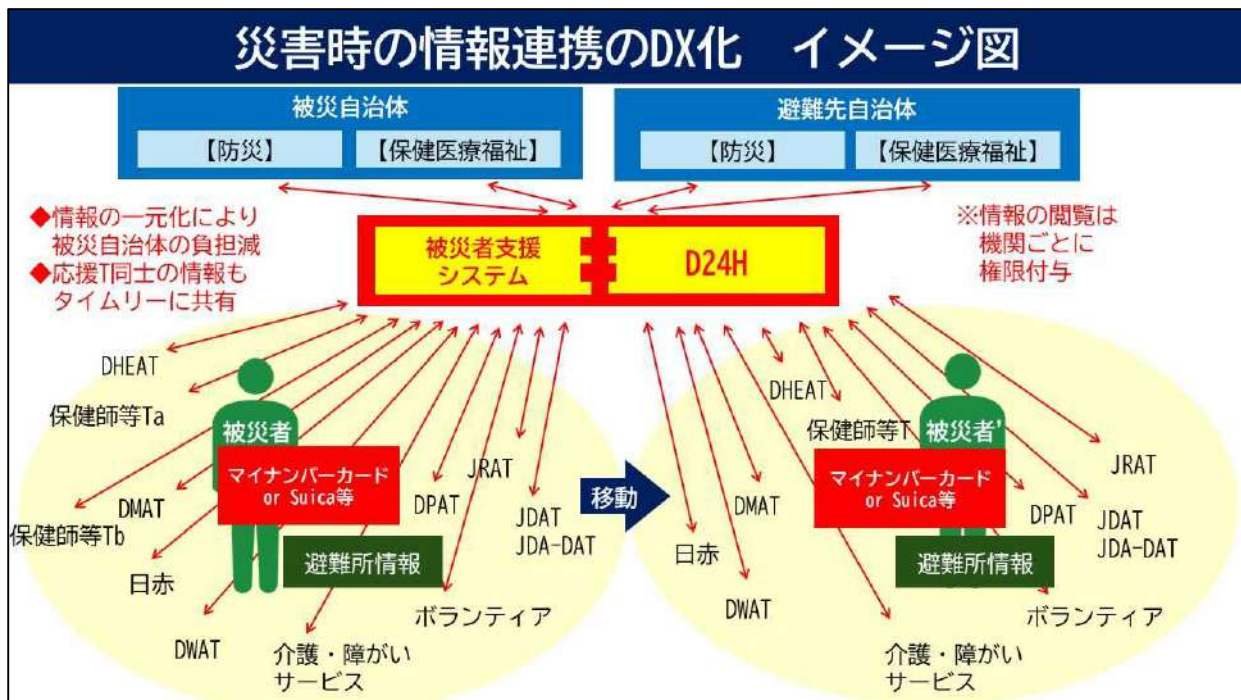 災害時の情報連携のDX化　イメージ図
被災自治体
【防災】
【保健医療福祉】
避難先自治体
【防災】
【保健医療福祉】
◆情報の一元化により
被災自治体の負担減
◆応援T同士の情報も
タイムリーに共有
被災者支援
システム
D24H
※情報の閲覧は
機関ごとに
権限付与
DHEAT
保健師等Ta
被災者
マイナンバーカード
or Suica等
DMAT
保健師等Tb
日赤
避難所情報
DWAT
介護・障がい
サービス
DPAT
JRAT
JDAT
JDA-DAT
ボランティア
移動
DHEAT
保健師等T
被災者'
マイナンバーカード
or Suica等
JRAT
DMAT
DPAT
JDAT
JDA-DAT
日赤
避難所情報
DWAT
ボランティア
介護・障がい
サービス